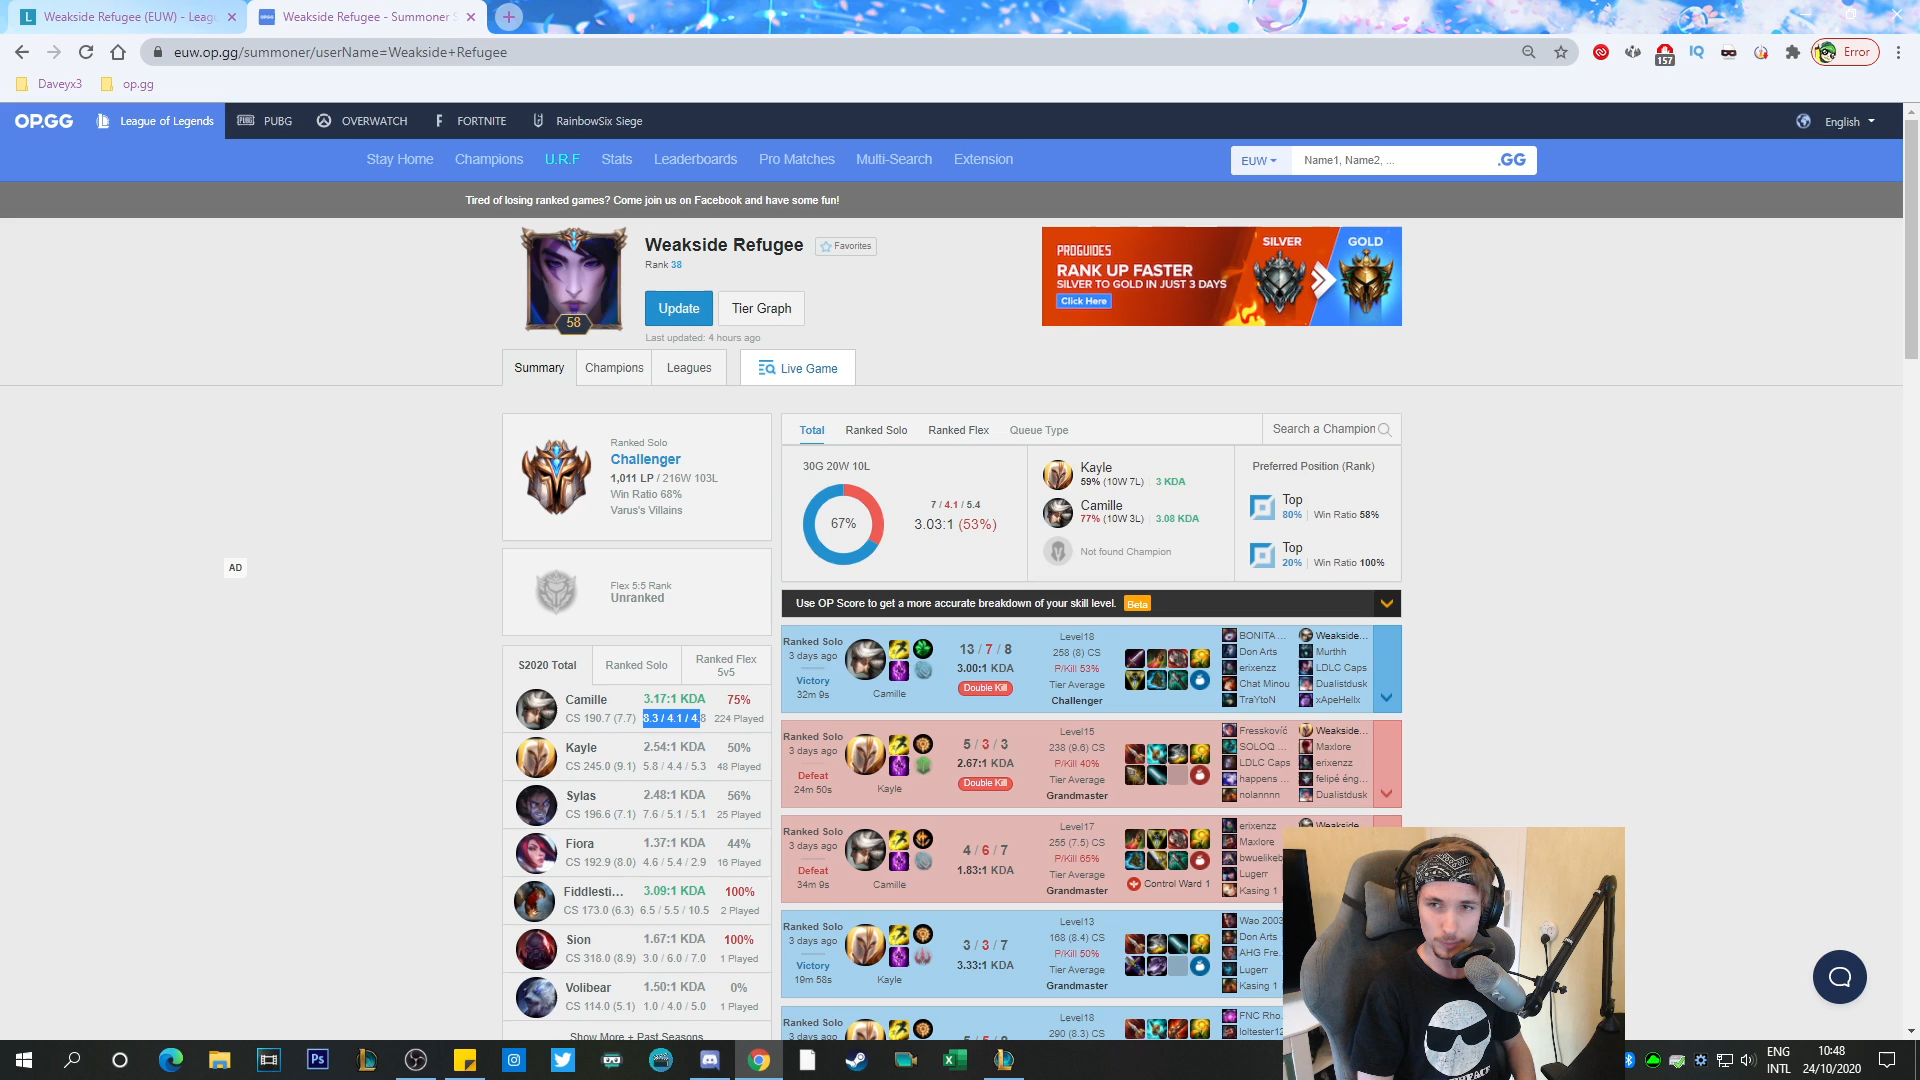 Weakside Refugee (EUW) - Leag
Weakside Refugee - Summoner S
euw.op.gg/summoner/userName=Weakside+Refugee
157
Error
Daveyx3
op.gg
OP.GG
League of Legends
PUBG
OVERWATCH
FORTNITE
RainbowSix Siege
English
Stay Home
Champions
U.R.F
Stats
Leaderboards
Pro Matches
Multi-Search
Extension
EUW
Name1, Name2, ...
.GG
Tired of losing ranked games? Come join us on Facebook and have some fun!
58
Weakside Refugee
Favorites
Rank 38
Update
Tier Graph
Last updated: 4 hours ago
PROGUIDES
RANK UP FASTER
SILVER TO GOLD IN JUST 3 DAYS
Click Here
SILVER
GOLD
Summary
Champions
Leagues
Live Game
Ranked Solo
Challenger
1,011 LP / 216W 103L
Win Ratio 68%
Varus's Villains
Flex 5:5 Rank
Unranked
AD
S2020 Total
Ranked Solo
Ranked Flex
5v5
Camille 3.17:1 KDA 75%
CS 190.7 (7.7) 8.3 / 4.1 / 4.8 224 Played
Kayle 2.54:1 KDA 50%
CS 245.0 (9.1) 5.8 / 4.4 / 5.3 48 Played
Sylas 2.48:1 KDA 56%
CS 196.6 (7.1) 7.6 / 5.1 / 5.1 25 Played
Fiora 1.37:1 KDA 44%
CS 192.9 (8.0) 4.6 / 5.4 / 2.9 16 Played
Fiddlesti... 3.09:1 KDA 100%
CS 173.0 (6.3) 6.5 / 5.5 / 10.5 2 Played
Sion 1.67:1 KDA 100%
CS 318.0 (8.9) 3.0 / 6.0 / 7.0 1 Played
Volibear 1.50:1 KDA 0%
CS 114.0 (5.1) 1.0 / 4.0 / 5.0 1 Played
Show More + Past Seasons
Total
Ranked Solo
Ranked Flex
Queue Type
Search a Champion
30G 20W 10L
67%
7 / 4.1 / 5.4
3.03:1 (53%)
Kayle
59% (10W 7L) 3 KDA
Camille
77% (10W 3L) 3.08 KDA
Not found Champion
Preferred Position (Rank)
Top
80% Win Ratio 58%
Top
20% Win Ratio 100%
Use OP Score to get a more accurate breakdown of your skill level. Beta
Ranked Solo
3 days ago
Victory
32m 9s
Camille
13 / 7 / 8
3.00:1 KDA
Double Kill
Level18
258 (8) CS
P/Kill 53%
Tier Average
Challenger
BONITA ...
Don Arts
erixenzz
Chat Minou
TraYtoN
Weakside...
Murthh
LDLC Caps
Dualistdusk
xApeHellx
Ranked Solo
3 days ago
Defeat
24m 50s
Kayle
5 / 3 / 3
2.67:1 KDA
Double Kill
Level15
238 (9.6) CS
P/Kill 40%
Tier Average
Grandmaster
Fresskovič
SOLOQ ...
LDLC Caps
happens ...
nolannnn
Weakside...
Maxlore
erixenzz
felipé éng...
Dualistdusk
Ranked Solo
3 days ago
Defeat
34m 9s
Camille
4 / 6 / 7
1.83:1 KDA
Level17
255 (7.5) CS
P/Kill 65%
Tier Average
Grandmaster
Control Ward 1
erixenzz
Maxlore
bwuelikeb
Lugerr
Kasing 1
Weakside
Ranked Solo
3 days ago
Victory
19m 58s
Kayle
3 / 3 / 7
3.33:1 KDA
Level13
168 (8.4) CS
P/Kill 50%
Tier Average
Grandmaster
Wao 2003
Don Arts
AHG Fre.
Lugerr
Kasing 1
Ranked Solo
3 days ago
Level18
290 (8.3) CS
FNC Rho.
loltester12
ENG
INTL
10:48
24/10/2020